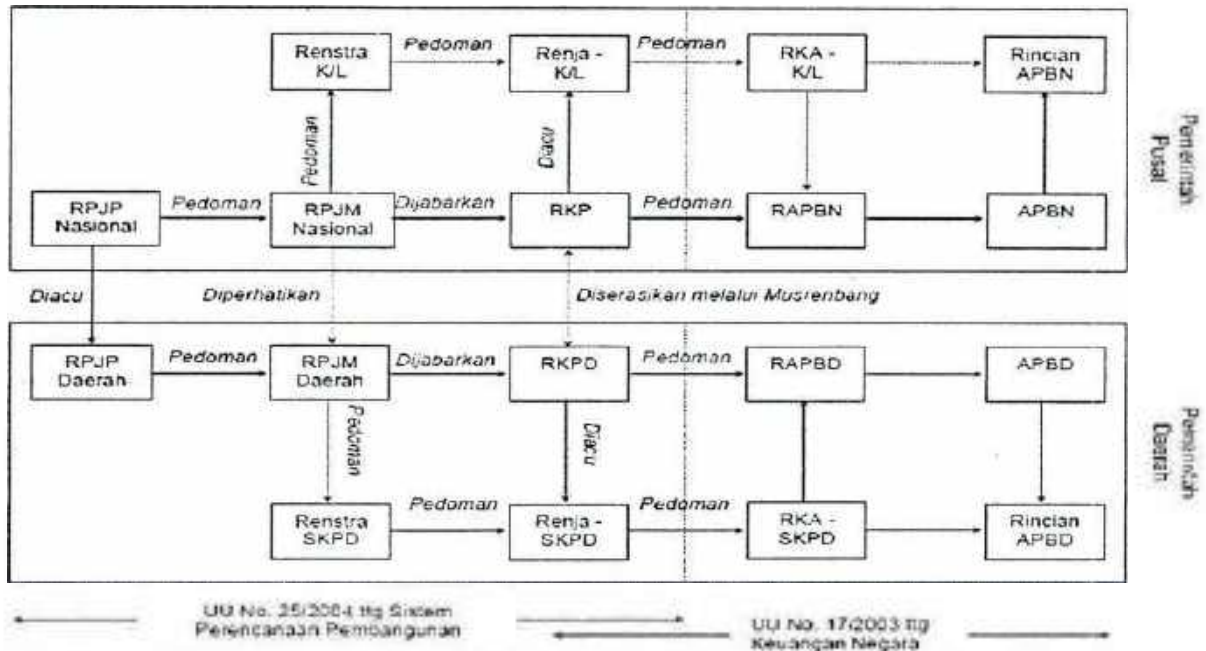 Renstra
K/L
Pedoman
Renja -
K/L
Pedoman
RKA -
K/L
Rincian
APBN
Pedoman
Diacu
Pemerintah
Pusat
RPJP
Nasional
Pedoman
RPJM
Nasional
Dijabarkan
RKP
Pedoman
RAPBN
APBN
Diacu
Diperhatikan
Diserasikan melalui Musrenbang
RPJP
Daerah
Pedoman
RPJM
Daerah
Dijabarkan
RKPD
Pedoman
RAPBD
APBD
Pemerintah
Daerah
Pedoman
Diacu
Renstra
SKPD
Pedoman
Renja -
SKPD
Pedoman
RKA -
SKPD
Rincian
APBD
UU No. 25/2004 ttg Sistem
Perencanaan Pembangunan
UU No. 17/2003 ttg
Keuangan Negara